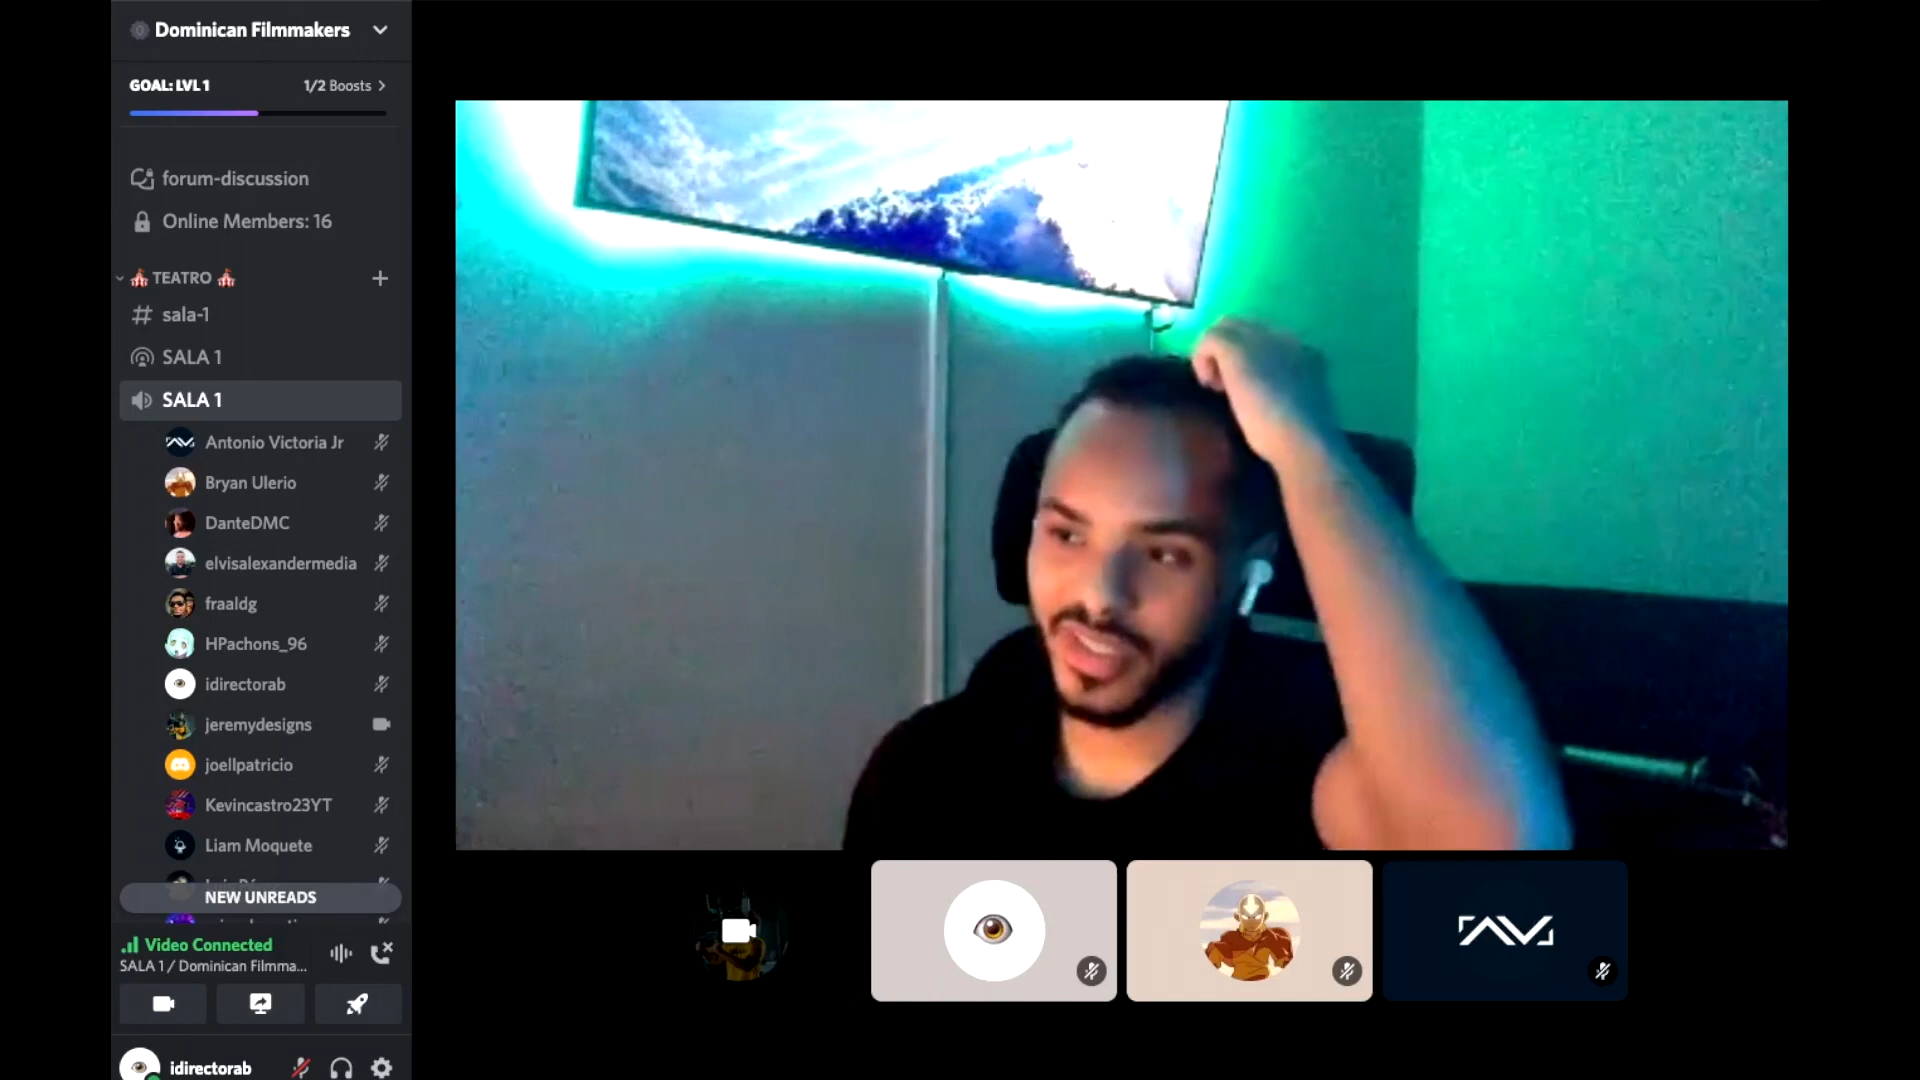 Dominican Filmmakers
GOAL: LVL 1
1/2 Boosts
forum-discussion
Online Members: 16
TEATRO
sala-1
SALA 1
SALA 1
Antonio Victoria Jr
Bryan Ulerio
DanteDMC
elvisalexandermedia
fraaldg
HPachons_96
idirectorab
jeremydesigns
joellpatricio
Kevincastro23YT
Liam Moquete
NEW UNREADS
Video Connected
SALA 1 / Dominican Filmma...
idirectorab